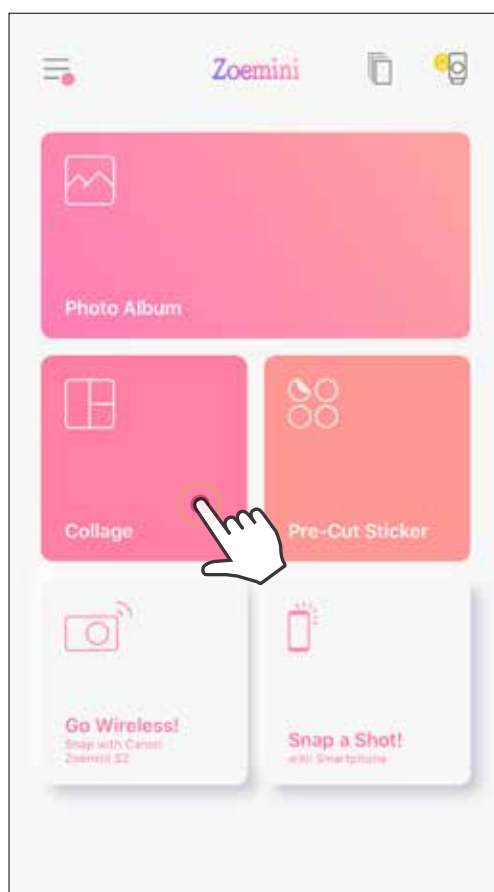 Zoemini
Photo Album
Collage
Pre-Cut Sticker
Go Wireless!
Snap with Canon
Zoemini S2
Snap a Shot!
with Smartphone